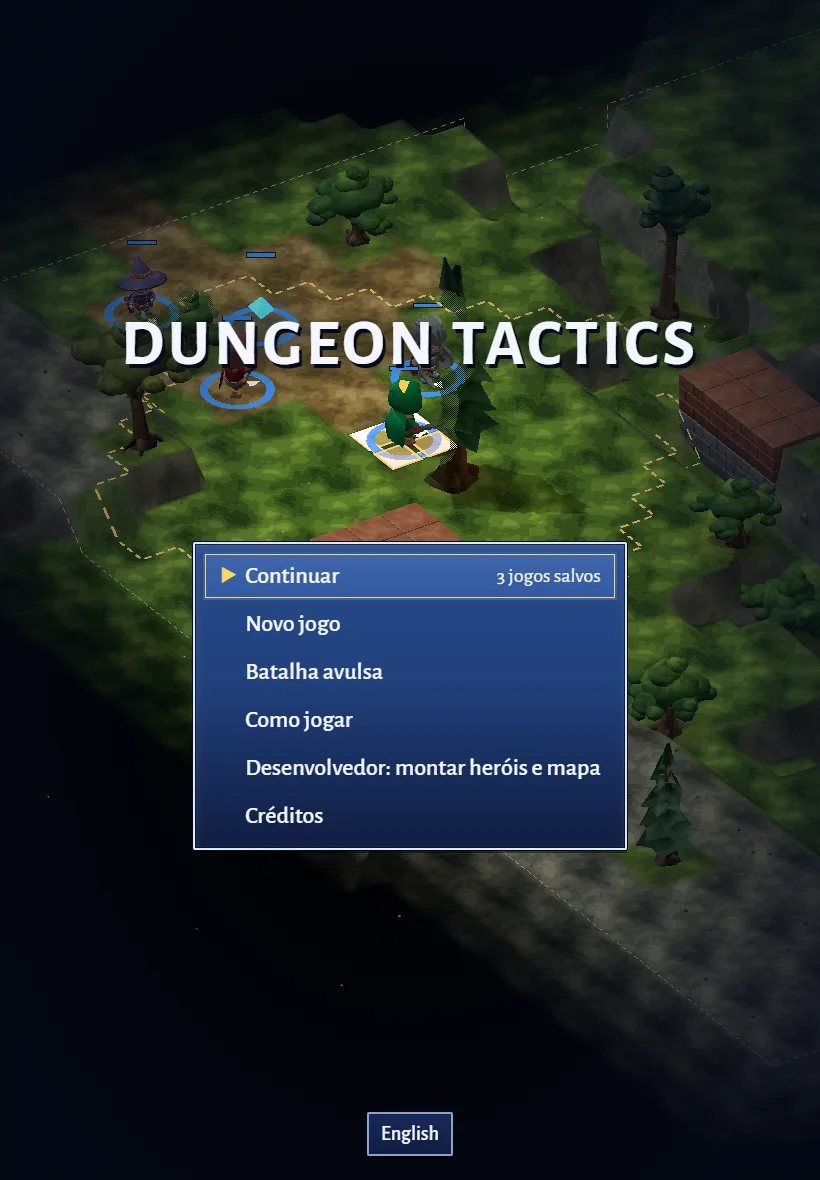 DUNGEON TACTICS
Continuar 3 jogos salvos
Novo jogo
Batalha avulsa
Como jogar
Desenvolvedor: montar heróis e mapa
Créditos
English